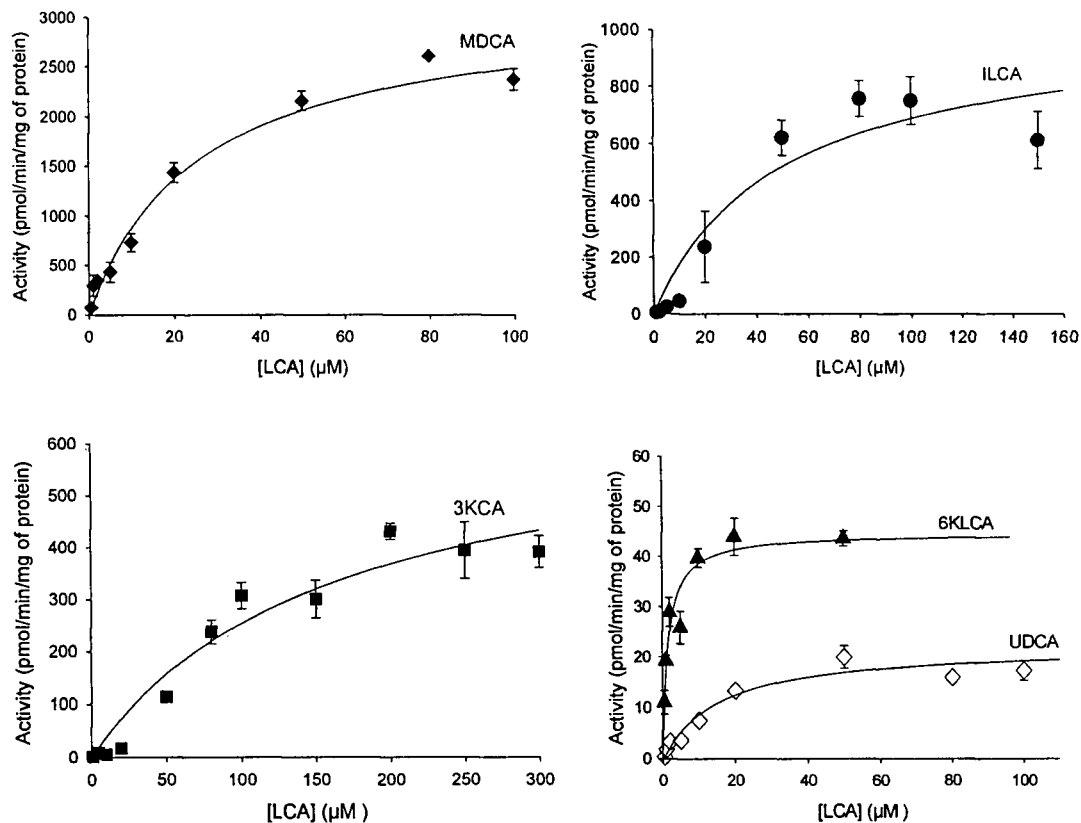 MDCA
Activity (pmol/min/mg of protein)
3000
2500
2000
1500
1000
500
0
0 20 40 60 80 100
[LCA] (µM)
ILCA
Activity (pmol/min/mg of protein)
1000
800
600
400
200
0
0 20 40 60 80 100 120 140 160
[LCA] (µM)
3KCA
Activity (pmol/min/mg of protein)
600
500
400
300
200
100
0
0 50 100 150 200 250 300
[LCA] (µM )
6KLCA
UDCA
Activity (pmol/min/mg of protein)
60
50
40
30
20
10
0
0 20 40 60 80 100
[LCA] (µM )